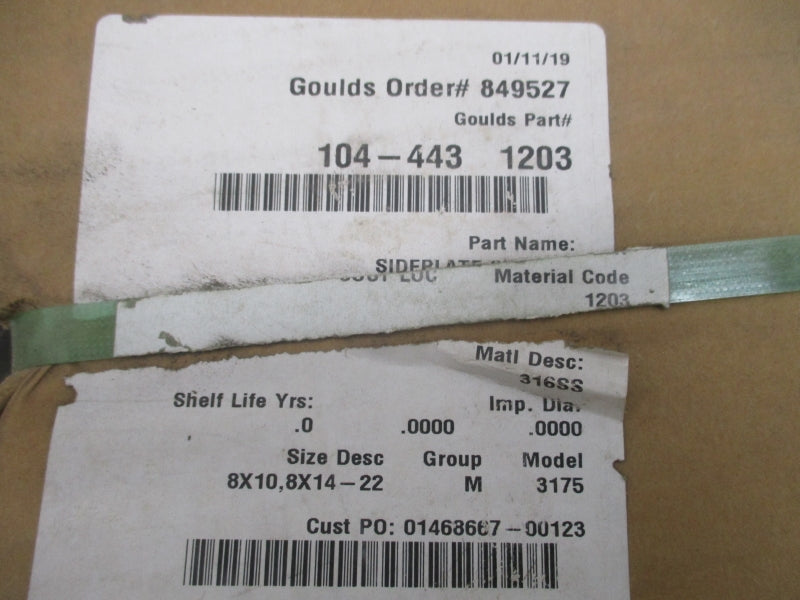 01/11/19
Goulds Order# 849527
Goulds Part#
104-443 1203
Part Name:
SIDEPLATE
LOC Material Code
1203
Matl Desc:
316SS
Shelf Life Yrs: Imp. Dia.
.0 .0000 .0000
Size Desc Group Model
8X10,8X14-22 M 3175
Cust PO: 01468667-00123